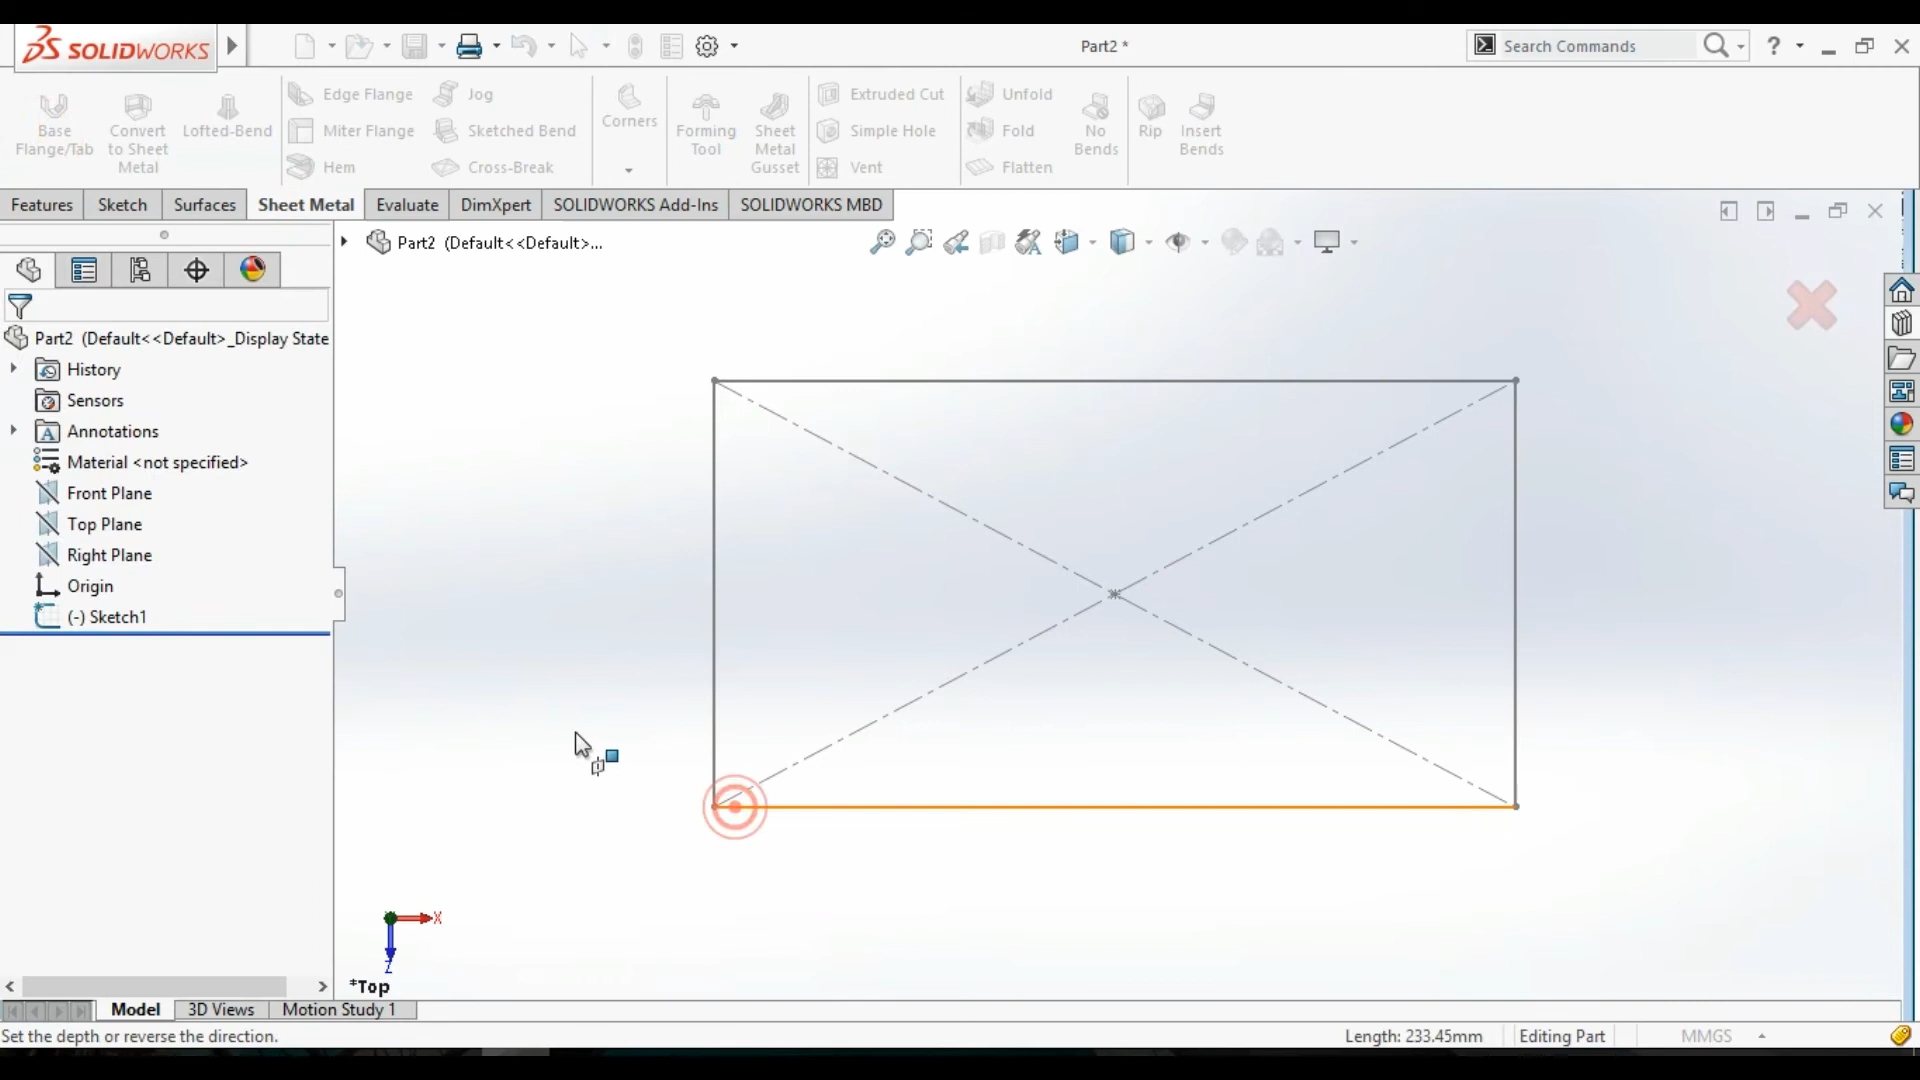 SOLIDWORKS
Part2 *
Search Commands
?
Base Flange/Tab
Convert to Sheet Metal
Lofted-Bend
Edge Flange
Miter Flange
Hem
Jog
Sketched Bend
Cross-Break
Corners
Forming Tool
Sheet Metal Gusset
Extruded Cut
Simple Hole
Vent
Unfold
Fold
Flatten
No Bends
Rip
Insert Bends
Features
Sketch
Surfaces
Sheet Metal
Evaluate
DimXpert
SOLIDWORKS Add-Ins
SOLIDWORKS MBD
Part2 (Default<<Default>...
Part2 (Default<<Default>_Display State
History
Sensors
Annotations
Material <not specified>
Front Plane
Top Plane
Right Plane
Origin
(-) Sketch1
X
Z
*Top
Model
3D Views
Motion Study 1
Set the depth or reverse the direction.
Length: 233.45mm
Editing Part
MMGS